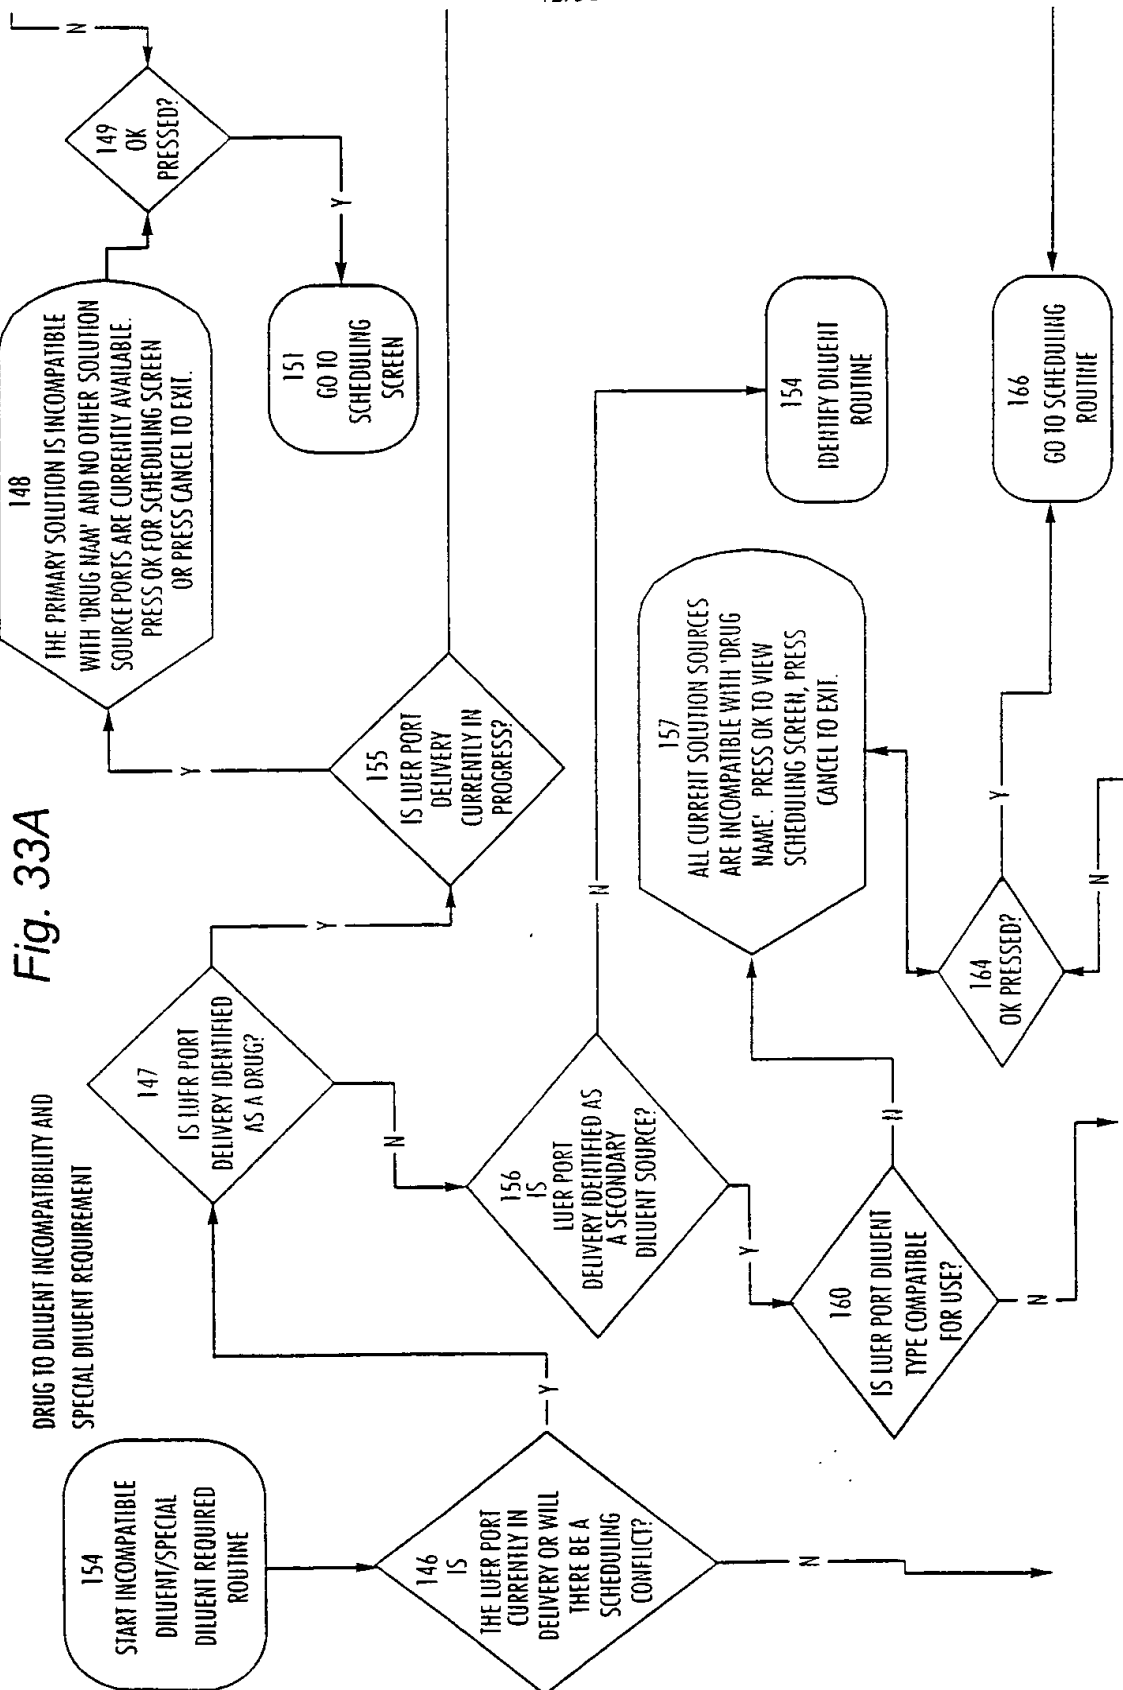 Fig. 33A
DRUG TO DILUENT INCOMPATIBILITY AND
SPECIAL DILUENT REQUIREMENT
154
START INCOMPATIBLE
DILUENT/SPECIAL
DILUENT REQUIRED
ROUTINE
146
IS
THE LUER PORT
CURRENTLY IN
DELIVERY OR WILL
THERE BE A
SCHEDULING
CONFLICT?
Y
N
147
IS LUER PORT
DELIVERY IDENTIFIED
AS A DRUG?
Y
N
155
IS LUER PORT
DELIVERY
CURRENTLY IN
PROGRESS?
Y
148
THE PRIMARY SOLUTION IS INCOMPATIBLE
WITH 'DRUG NAM' AND NO OTHER SOLUTION
SOURCE PORTS ARE CURRENTLY AVAILABLE.
PRESS OK FOR SCHEDULING SCREEN
OR PRESS CANCEL TO EXIT.
149
OK
PRESSED?
N
Y
151
GO TO
SCHEDULING
SCREEN
156
IS
LUER PORT
DELIVERY IDENTIFIED AS
A SECONDARY
DILUENT SOURCE?
N
Y
154
IDENTIFY DILUENT
ROUTINE
160
IS LUER PORT DILUENT
TYPE COMPATIBLE
FOR USE?
N
N
157
ALL CURRENT SOLUTION SOURCES
ARE INCOMPATIBLE WITH 'DRUG
NAME'. PRESS OK TO VIEW
SCHEDULING SCREEN, PRESS
CANCEL TO EXIT.
164
OK PRESSED?
Y
N
166
GO TO SCHEDULING
ROUTINE